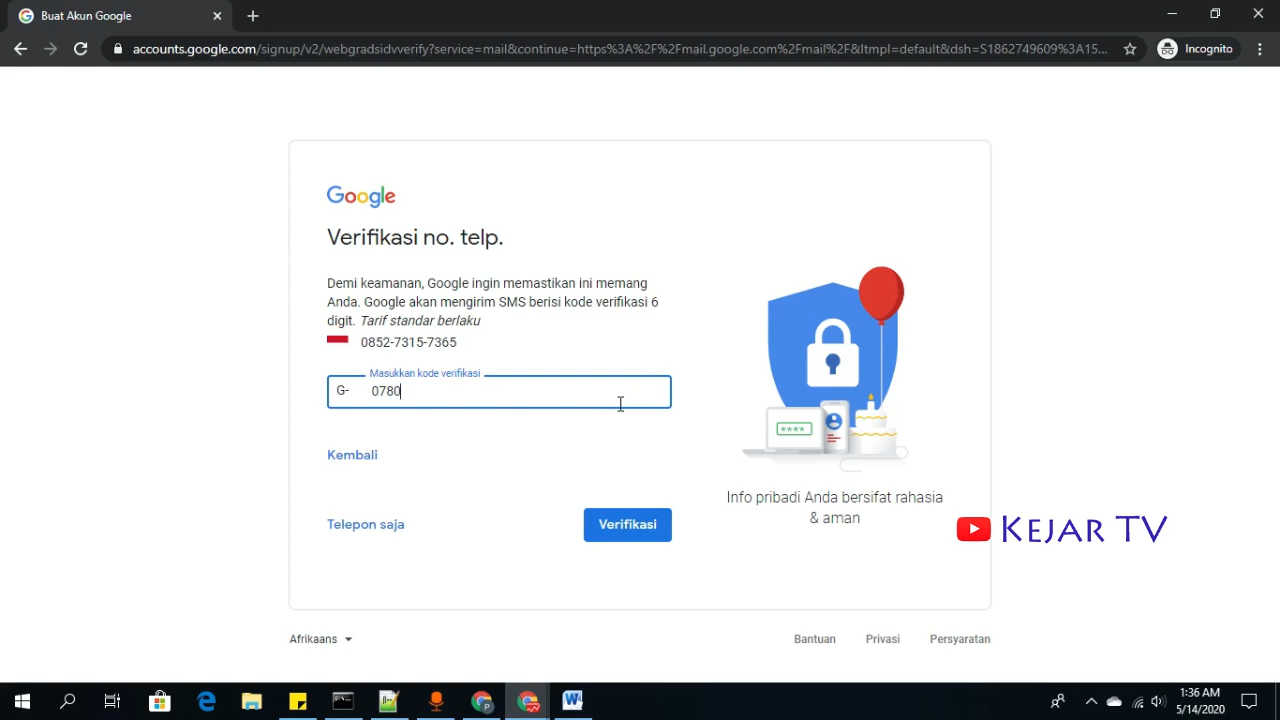 Buat Akun Google
accounts.google.com/signup/v2/webgradsidvverify?service=mail&continue=https%3A%2F%2Fmail.google.com%2Fmail%2F&ltmpl=default&dsh=S1862749609%3A15...
Incognito
Google
Verifikasi no. telp.
Demi keamanan, Google ingin memastikan ini memang
Anda. Google akan mengirim SMS berisi kode verifikasi 6
digit. Tarif standar berlaku
0852-7315-7365
Masukkan kode verifikasi
G- 0780
Kembali
Telepon saja
Verifikasi
****
Info pribadi Anda bersifat rahasia
& aman
KEJAR TV
Afrikaans
Bantuan
Privasi
Persyaratan
1:36 AM
5/14/2020